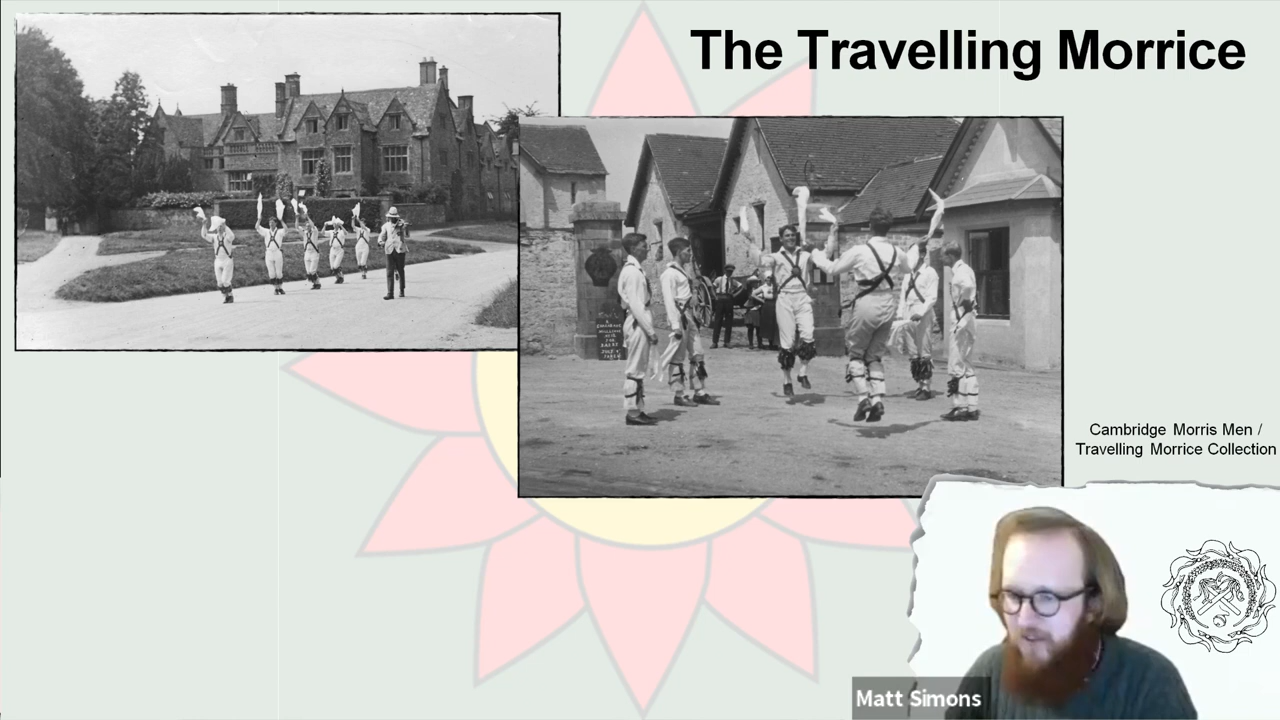 The Travelling Morrice
Cambridge Morris Men /
Travelling Morrice Collection
Matt Simons